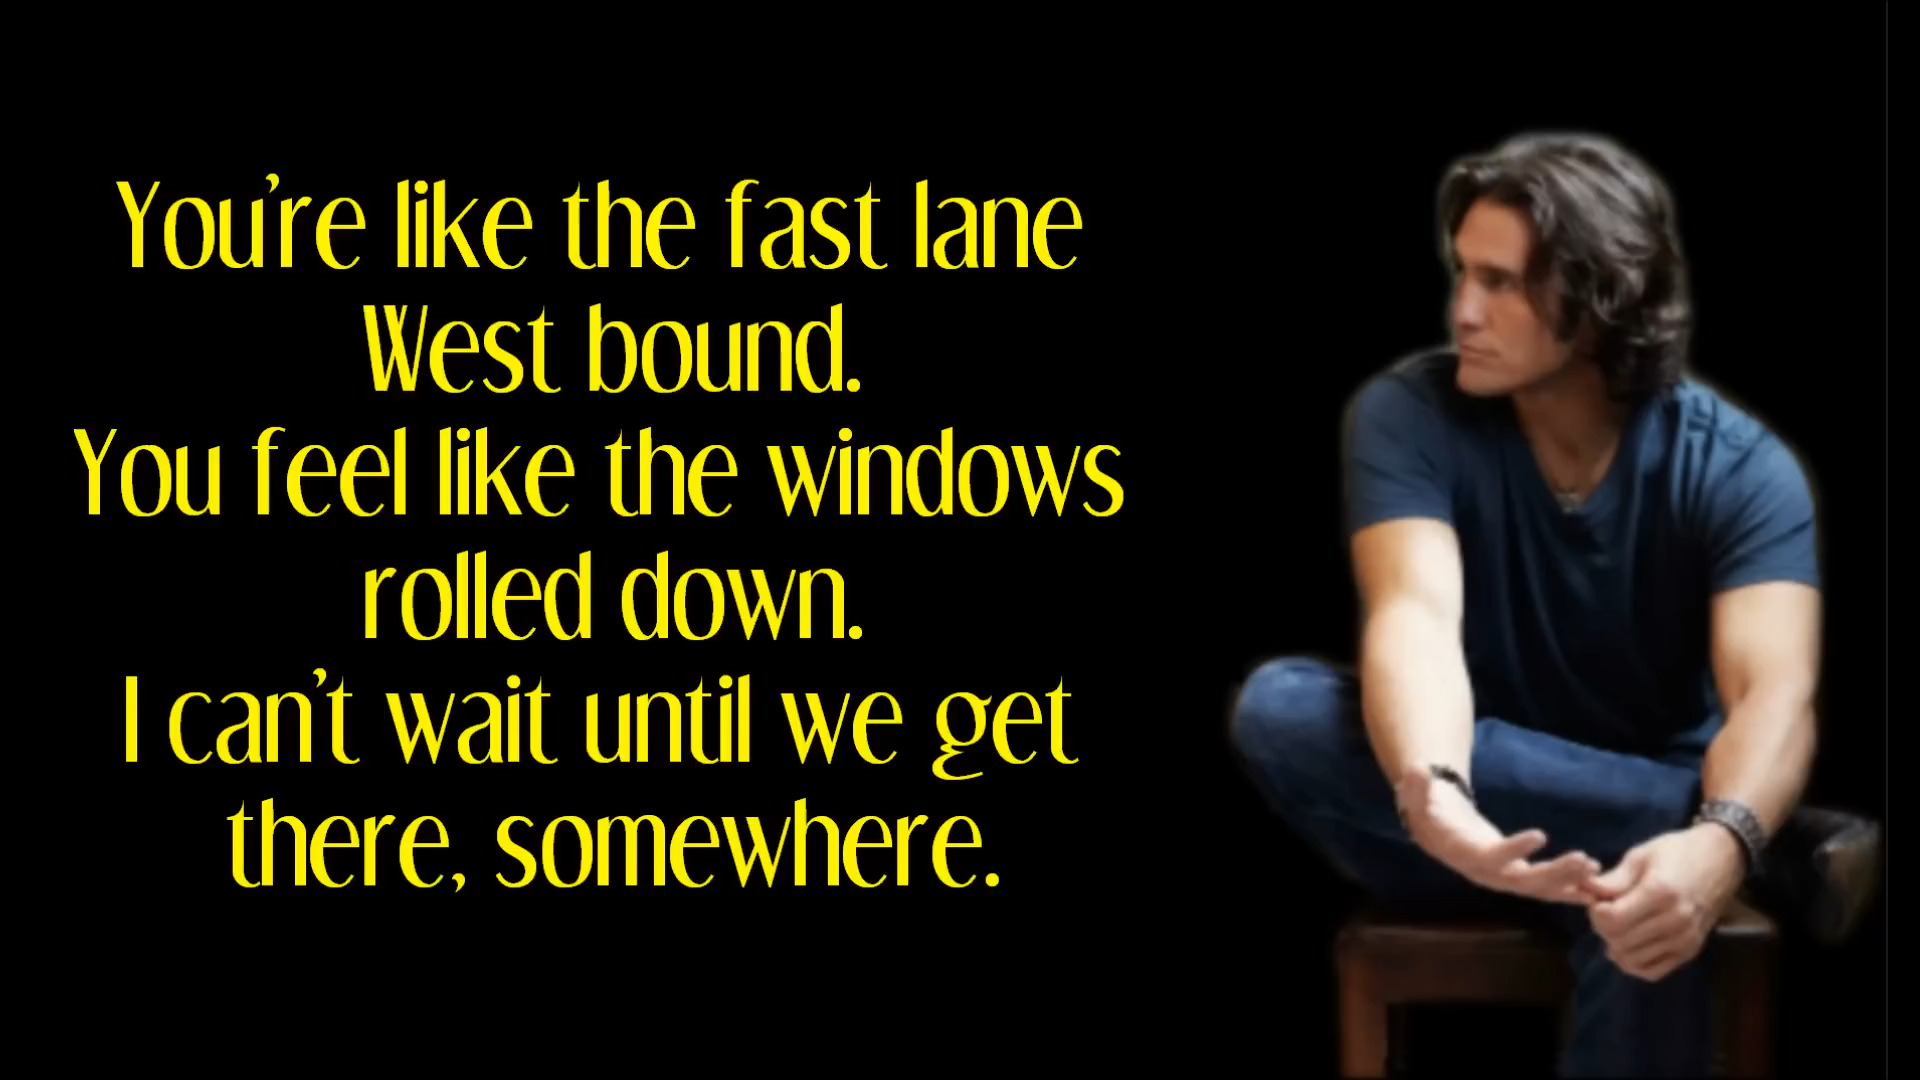 You're like the fast lane
West bound.
You feel like the windows
rolled down.
I can't wait until we get
there, somewhere.